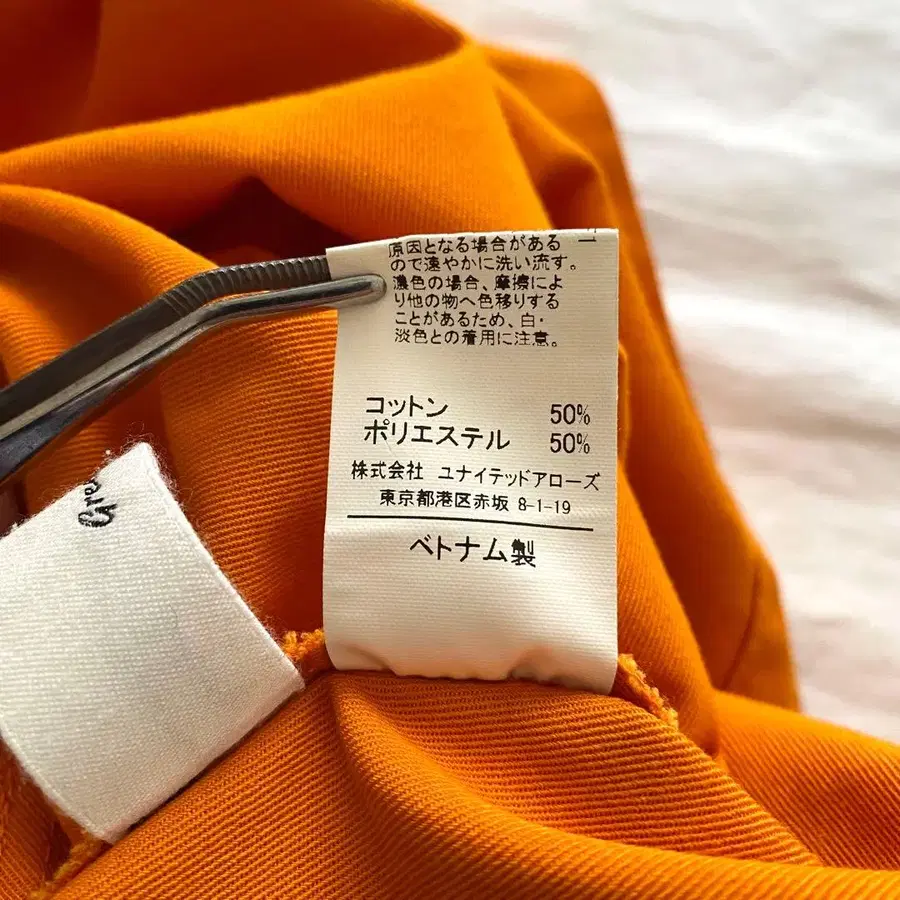 原因となる場合がある
ので速やかに洗い流す。
濃色の場合、摩擦によ
り他の物へ色移りする
ことがあるため、白・
淡色との着用に注意。
コットン 50%
ポリエステル 50%
株式会社 ユナイテッドアローズ
東京都港区赤坂 8-1-19
ベトナム製